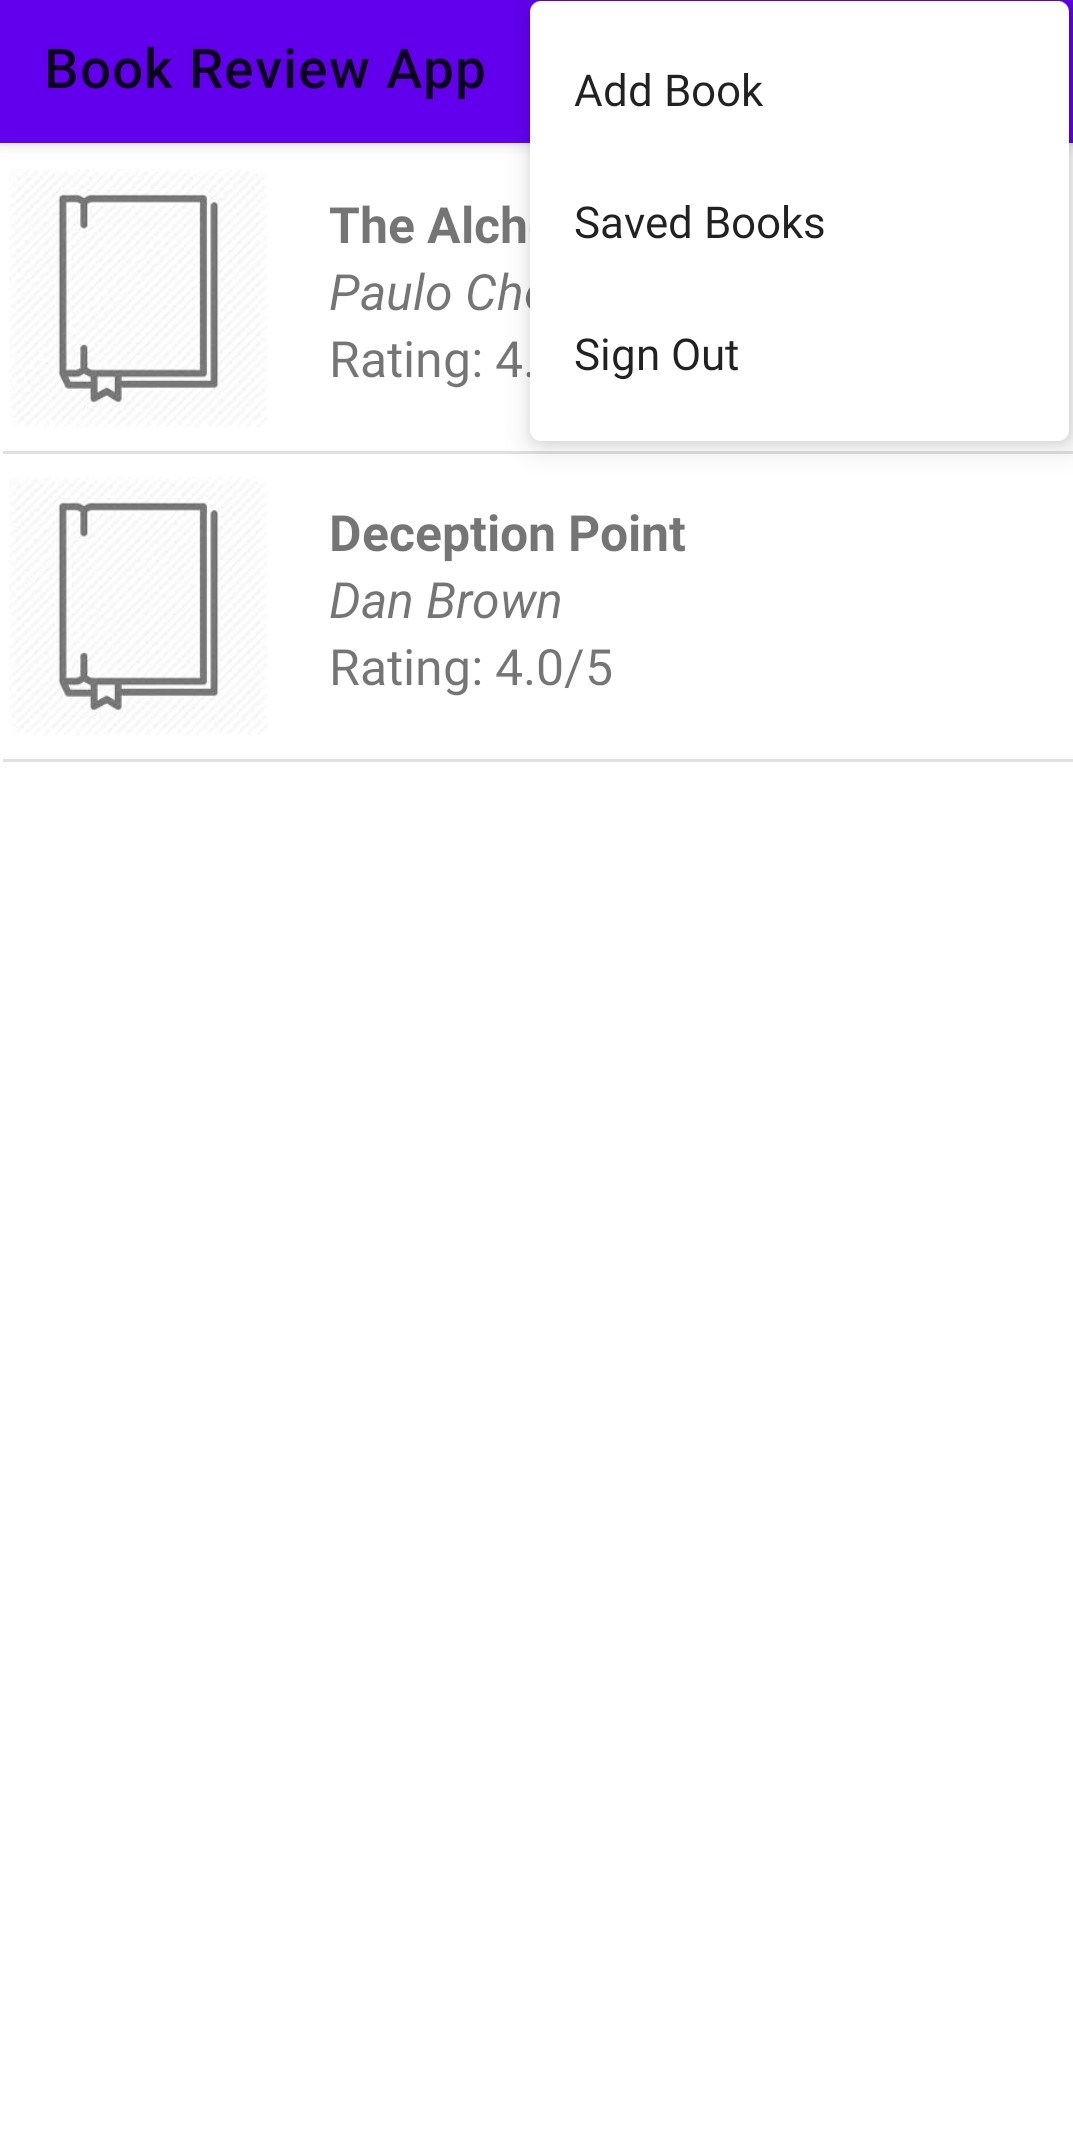 Book Review App
Add Book
Saved Books
Sign Out
The Alch
Paulo Ch
Rating: 4.
Deception Point
Dan Brown
Rating: 4.0/5